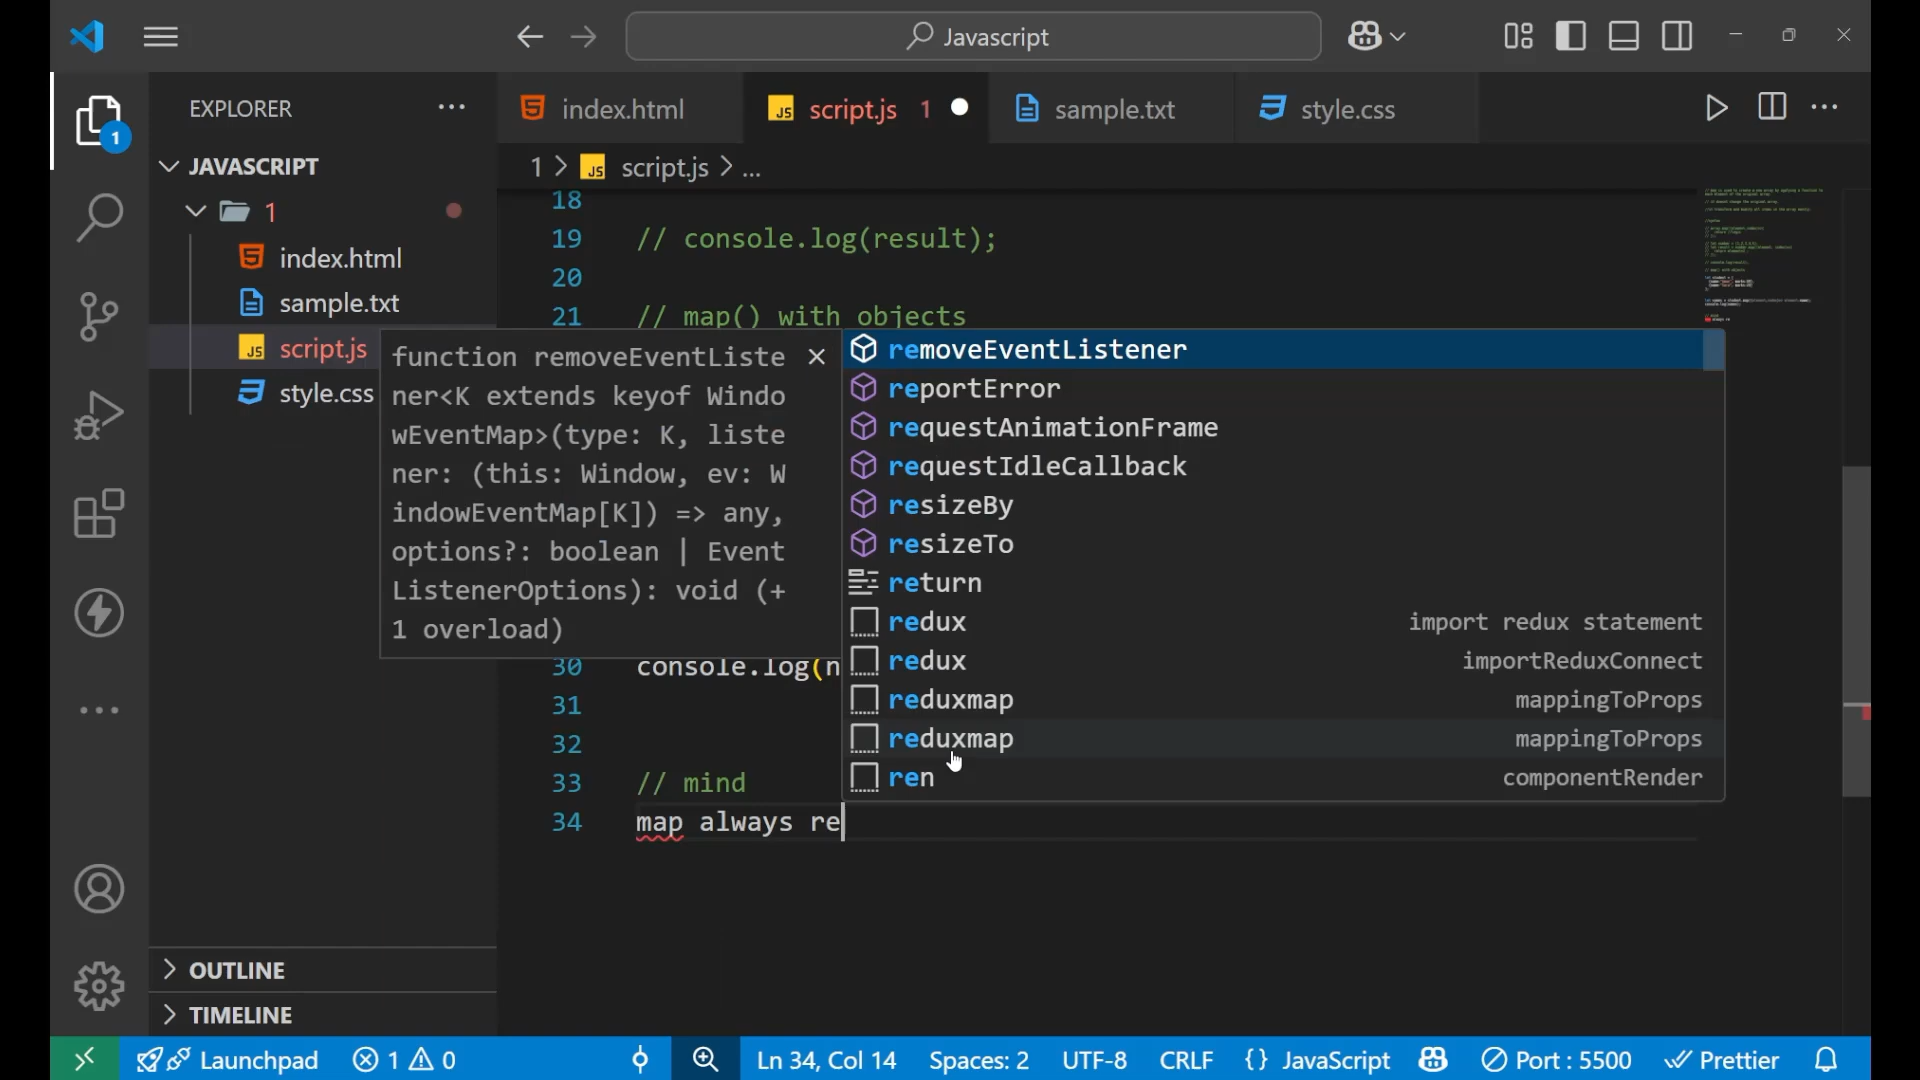 Javascript
EXPLORER
index.html
script.js 1
sample.txt
style.css
JAVASCRIPT
1 > script.js > ...
1
1
index.html
sample.txt
script.js
style.css
18
19 // console.log(result);
20
21 // map() with objects
function removeEventListe
ner<K extends keyof Windo
wEventMap>(type: K, liste
ner: (this: Window, ev: W
indowEventMap[K]) => any,
options?: boolean | Event
ListenerOptions): void (+
1 overload)
removeEventListener
reportError
requestAnimationFrame
requestIdleCallback
resizeBy
resizeTo
return
redux import redux statement
redux importReduxConnect
reduxmap mappingToProps
reduxmap mappingToProps
ren componentRender
30 console.log(n
31
32
33 // mind
34 map always re
OUTLINE
TIMELINE
Launchpad 1 0 Ln 34, Col 14 Spaces: 2 UTF-8 CRLF {} JavaScript Port : 5500 Prettier